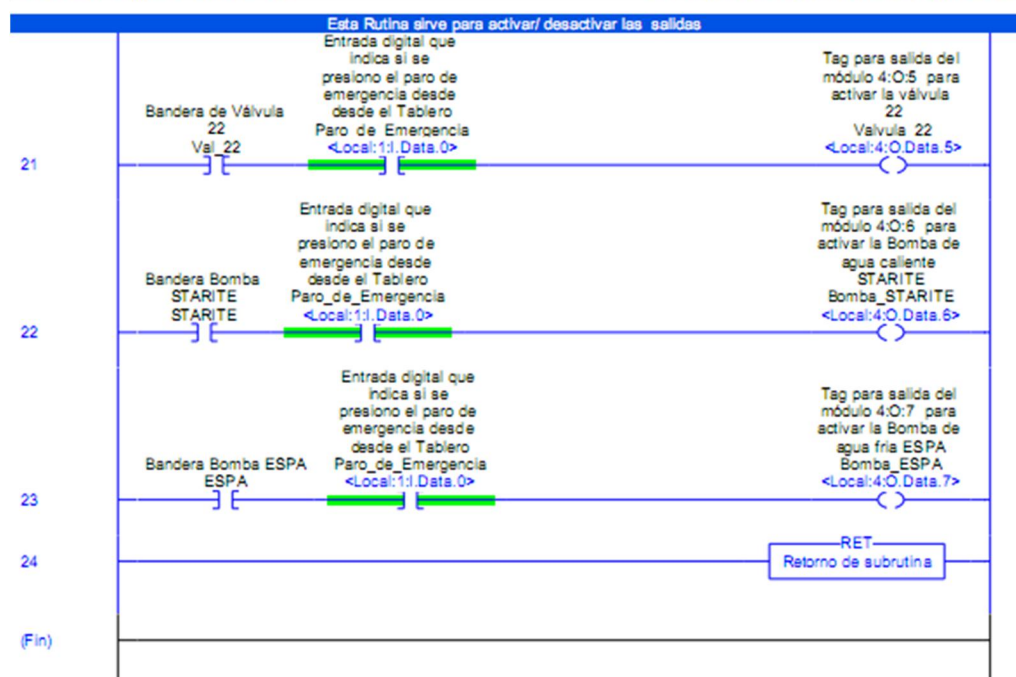 Esta Rutina sirve para activar/ desactivar las salidas
Entrada digital que
indica si se
presiono el paro de
emergencia desde
desde el Tablero
Paro_de_Emergencia
<Local:1:I.Data.0>
Bandera de Válvula
22
Val_22
Tag para salida del
módulo 4:O:5 para
activar la válvula
22
Valvula_22
<Local:4:O.Data.5>
21
Entrada digital que
indica si se
presiono el paro de
emergencia desde
desde el Tablero
Paro_de_Emergencia
<Local:1:I.Data.0>
Bandera Bomba
STARITE
STARITE
Tag para salida del
módulo 4:O:6 para
activar la Bomba de
agua caliente
STARITE
Bomba_STARITE
<Local:4:O.Data.6>
22
Entrada digital que
indica si se
presiono el paro de
emergencia desde
desde el Tablero
Paro_de_Emergencia
<Local:1:I.Data.0>
Bandera Bomba ESPA
ESPA
Tag para salida del
módulo 4:O:7 para
activar la Bomba de
agua fria ESPA
Bomba_ESPA
<Local:4:O.Data.7>
23
24
RET
Retorno de subrutina
(Fin)